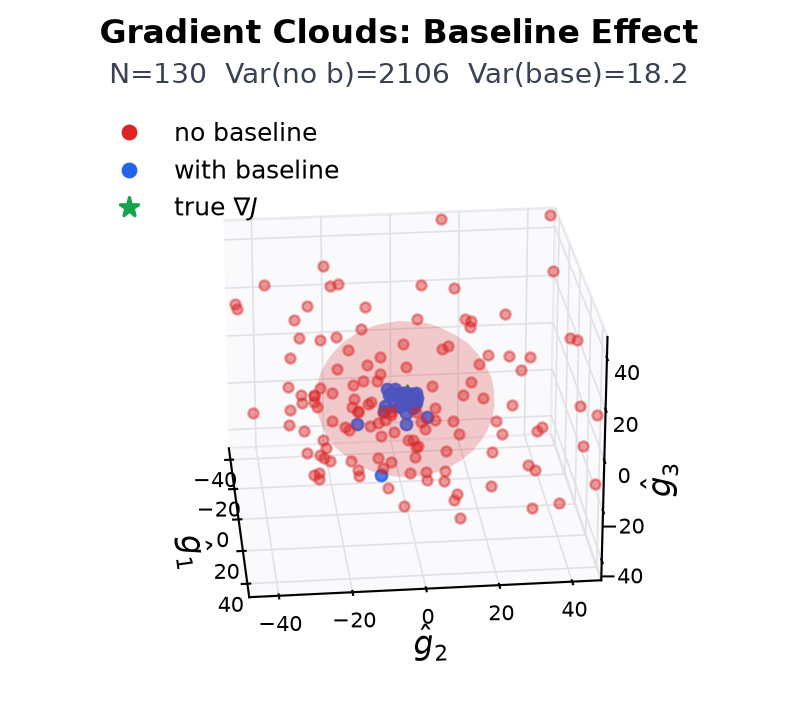 Gradient Clouds: Baseline Effect
N=130  Var(no b)=2106  Var(base)=18.2
no baseline
with baseline
true ∇J
40
20
0
−20
−40
ĝ₃
−40
−20
0
20
40
ĝ₁
−40
−20
0
20
40
ĝ₂